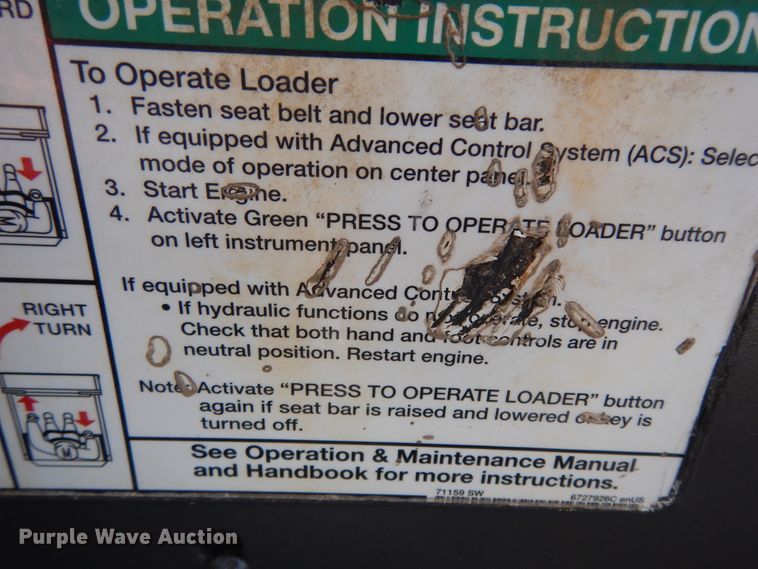 RD
OPERATION INSTRUCTION
To Operate Loader
1. Fasten seat belt and lower seat bar.
2. If equipped with Advanced Control System (ACS): Selec
mode of operation on center panel.
3. Start Engine.
4. Activate Green “PRESS TO OPERATE LOADER” button
on left instrument panel.
If equipped with Advanced Control System.
• If hydraulic functions do not operate, stop engine.
Check that both hand and foot controls are in
neutral position. Restart engine.
RIGHT
TURN
Note: Activate “PRESS TO OPERATE LOADER” button
again if seat bar is raised and lowered or key is
turned off.
See Operation & Maintenance Manual
and Handbook for more instructions.
71159 SW
6727926C enUS
Purple Wave Auction